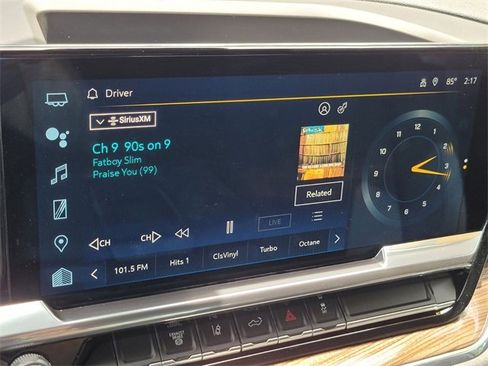 Driver
85° 2:17
SiriusXM
Ch 9 90s on 9
Fatboy Slim
Praise You (99)
Related
12
1
2
3
4
5
6
7
8
9
10
11
CH
CH
LIVE
101.5 FM Hits 1 ClsVinyl Turbo Octane
EXHAUST BRAKE